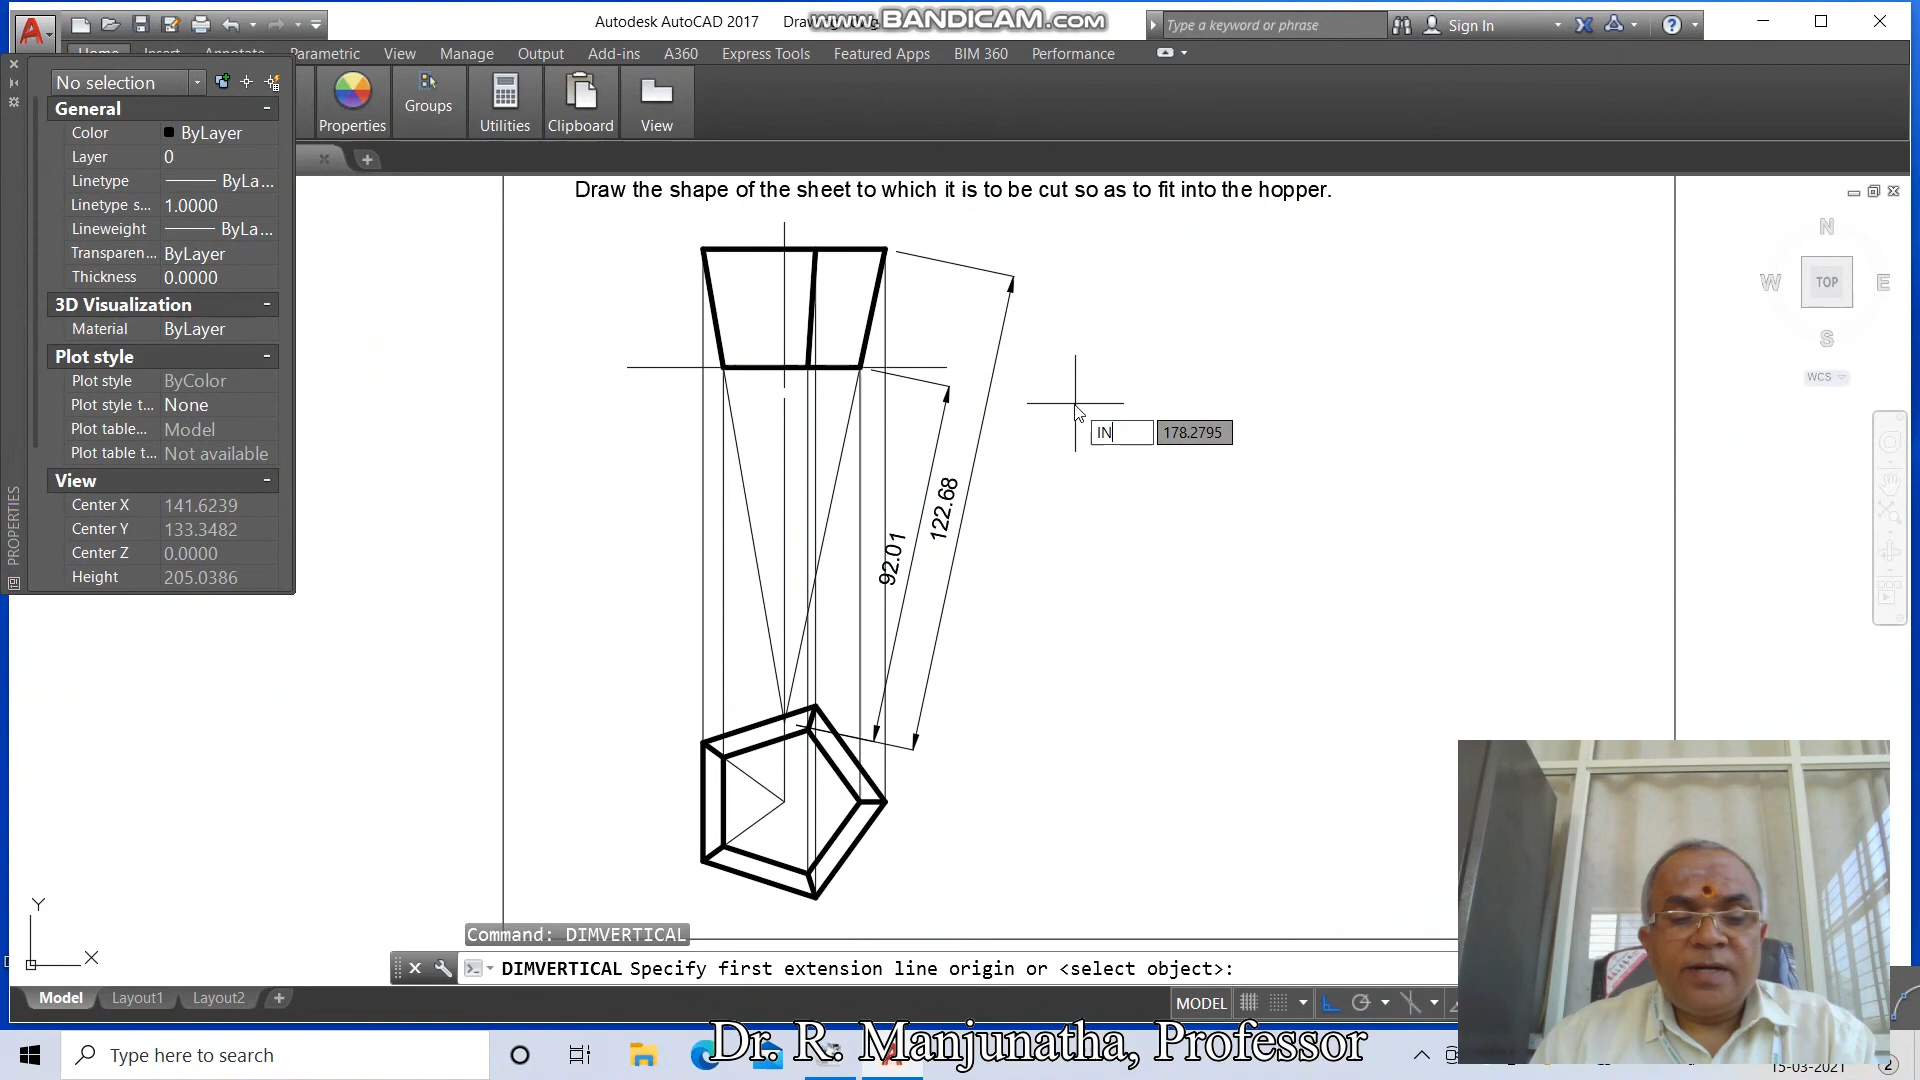 Autodesk AutoCAD 2017
www.BANDICAM.com
Type a keyword or phrase
Sign In
Parametric View Manage Output Add-ins A360 Express Tools Featured Apps BIM 360 Performance
No selection
Properties
Groups
Utilities
Clipboard
View
General
Color ByLayer
Layer 0
Linetype ByLa...
Linetype s... 1.0000
Lineweight ByLa...
Transparen... ByLayer
Thickness 0.0000
3D Visualization
Material ByLayer
Plot style
Plot style ByColor
Plot style t... None
Plot table... Model
Plot table t... Not available
View
Center X 141.6239
Center Y 133.3482
Center Z 0.0000
Height 205.0386
PROPERTIES
Draw the shape of the sheet to which it is to be cut so as to fit into the hopper.
N
W TOP E
S
WCS
IN 178.2795
122.68
92.01
Y
X
Command: DIMVERTICAL
DIMVERTICAL Specify first extension line origin or <select object>:
Model Layout1 Layout2
MODEL
Dr. R. Manjunatha, Professor
Type here to search
15-03-2021
2